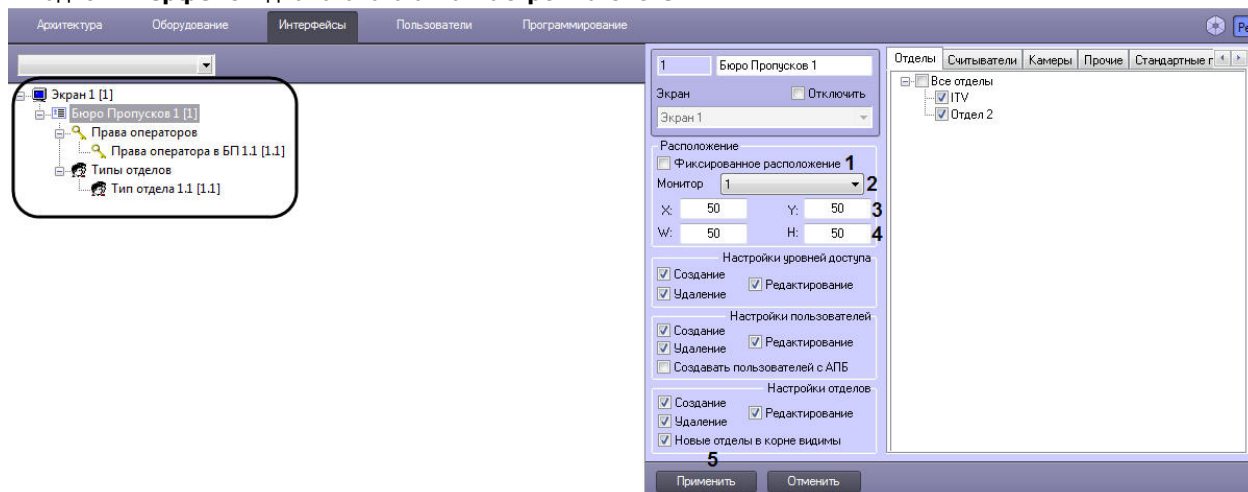 Архитектура Оборудование Интерфейсы Пользователи Программирование
Экран 1 [1]
Бюро Пропусков 1 [1]
Права операторов
Права оператора в БП 1.1 [1.1]
Типы отделов
Тип отдела 1.1 [1.1]
1 Бюро Пропусков 1
Экран Отключить
Экран 1
Расположение
Фиксированное расположение 1
Монитор 1 2
X: 50 Y: 50 3
W: 50 H: 50 4
Настройки уровней доступа
Создание
Редактирование
Удаление
Настройки пользователей
Создание
Редактирование
Удаление
Создавать пользователей с АПБ
Настройки отделов
Создание
Редактирование
Удаление
Новые отделы в корне видимы
5
Применить Отменить
Отделы Считыватели Камеры Прочие Стандартные г
Все отделы
ITV
Отдел 2